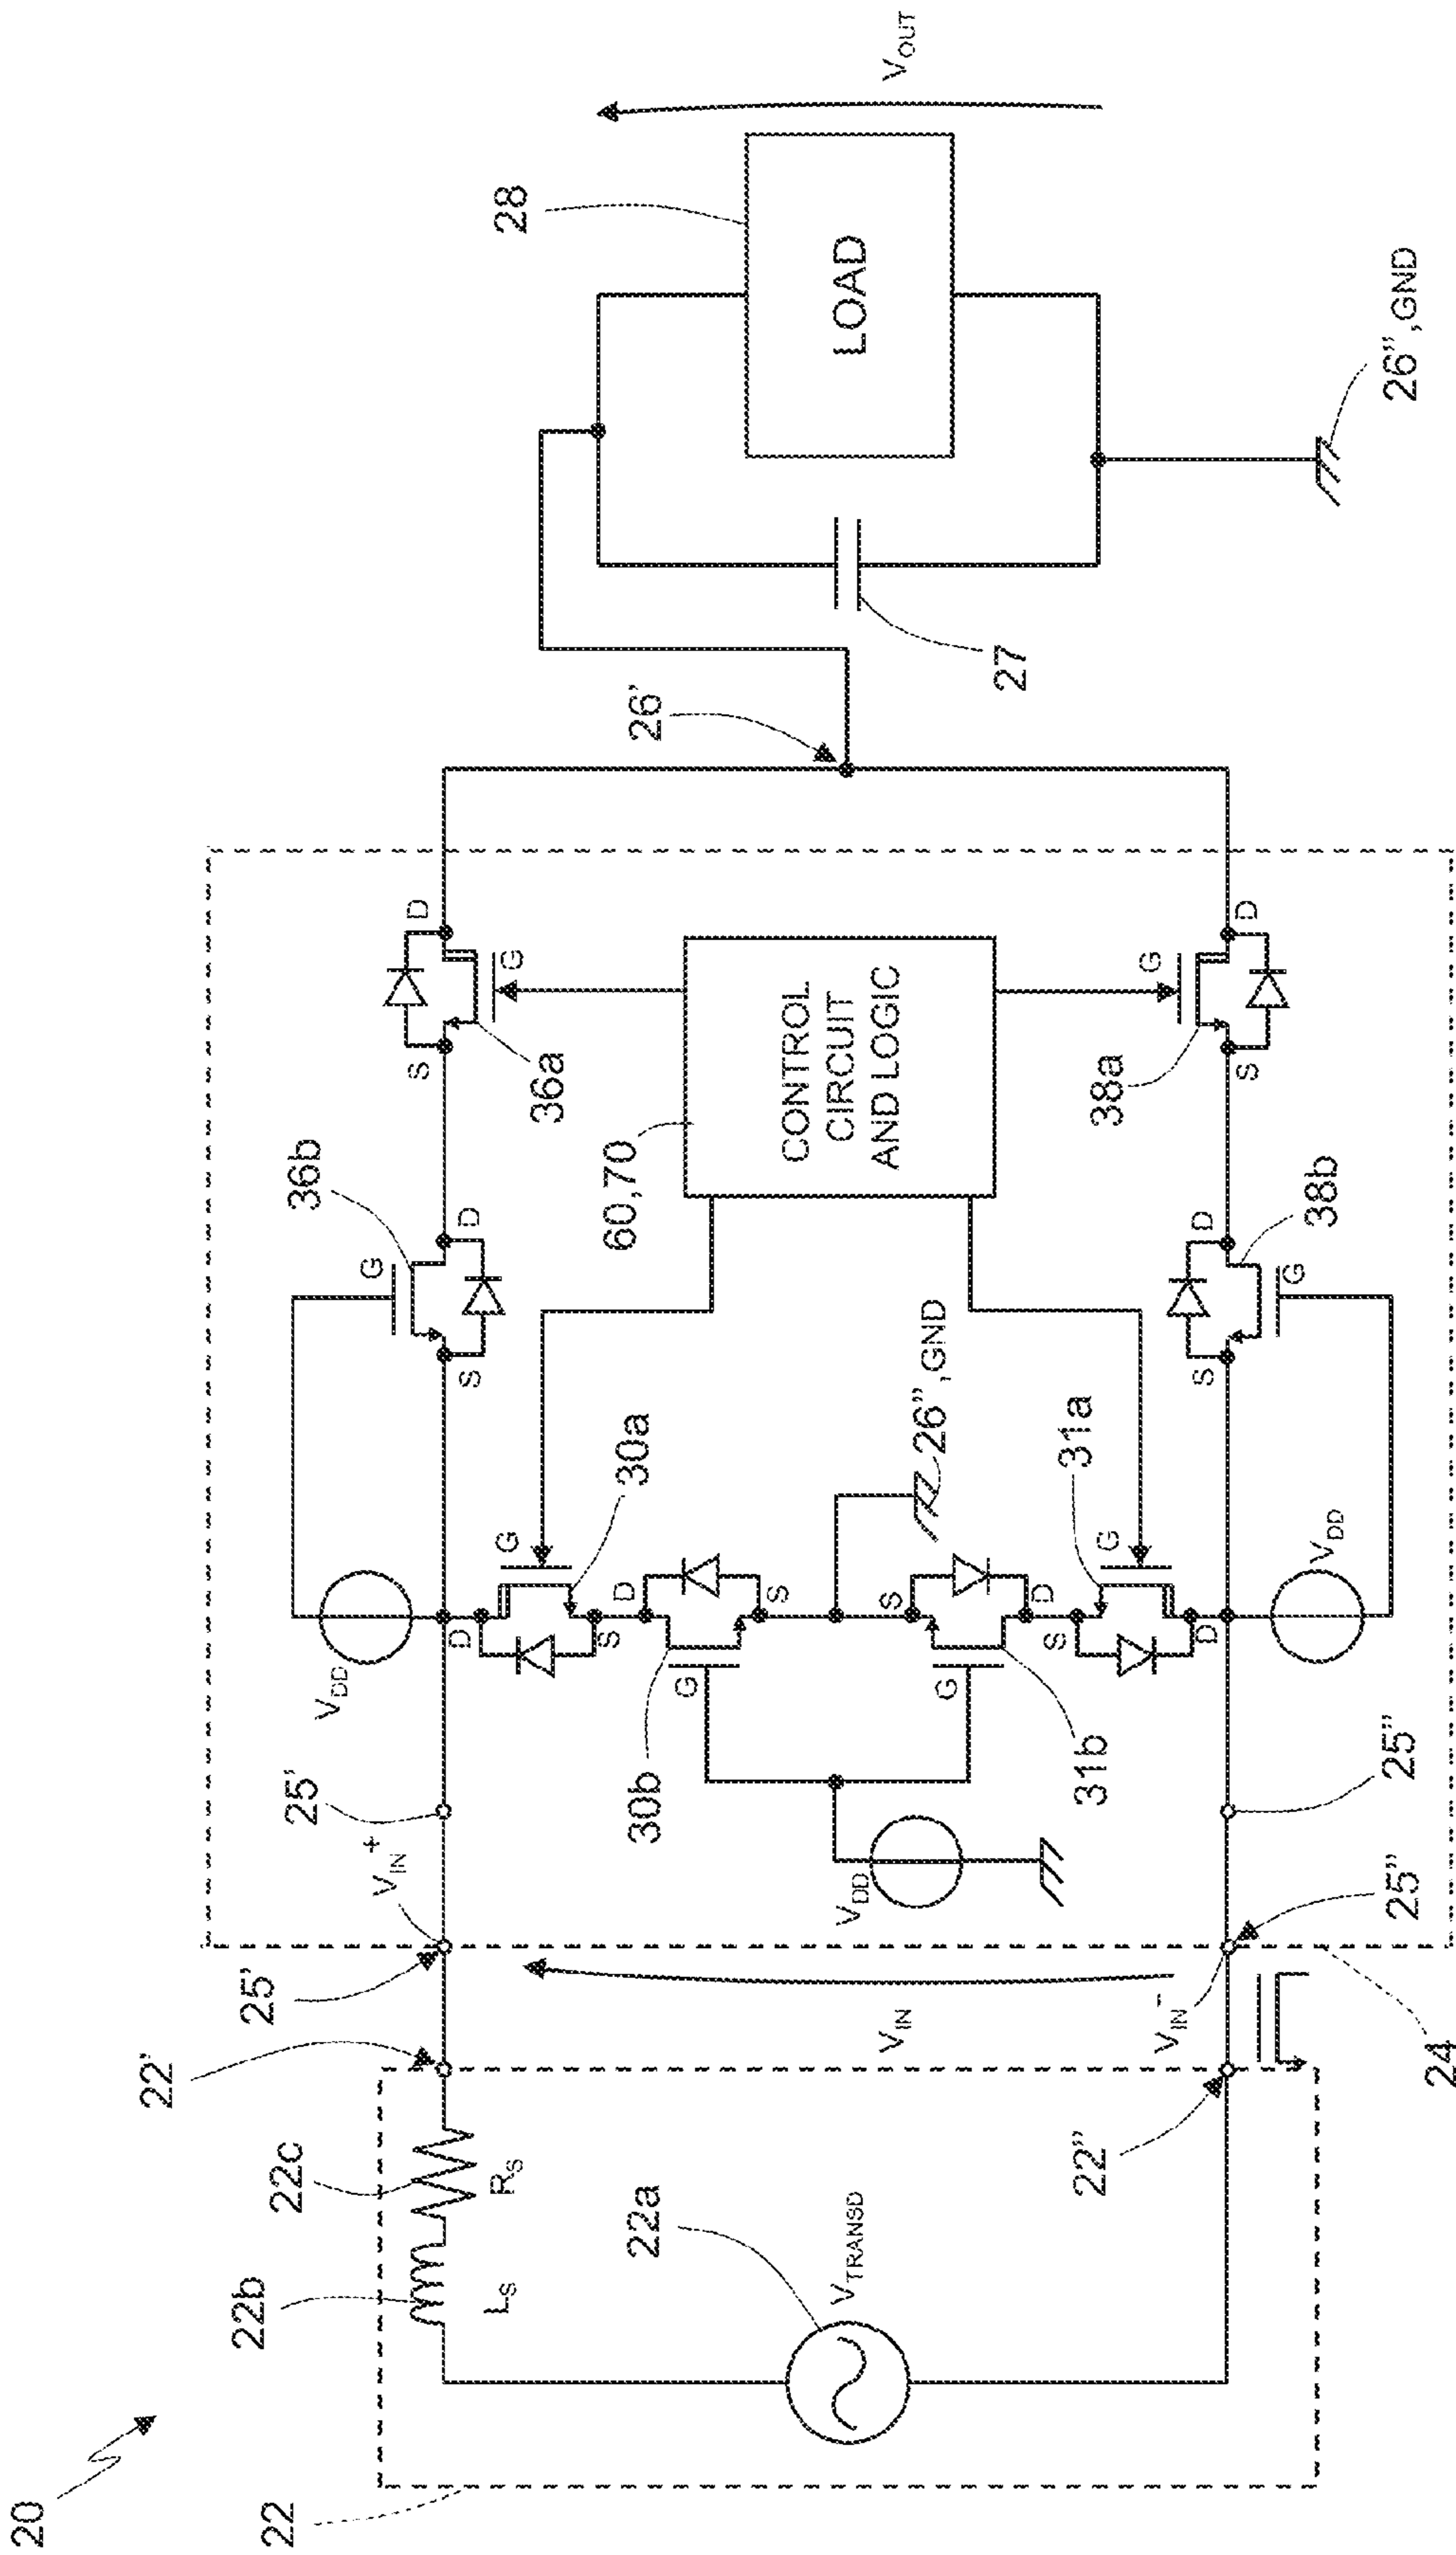 20
22
22b
L_S
22c
R_S
22a
V_TRANSD
22'
22''
25'
V_IN^+
V_IN
V_IN^-
25''
24
25'
25''
V_DD
V_DD
V_DD
30b
G
D
S
31b
G
S
D
30a
G
D
S
31a
G
S
D
26'', GND
36b
G
S
D
38b
G
S
D
60,70
CONTROL
CIRCUIT
AND LOGIC
36a
G
S
D
38a
G
S
D
26'
27
28
LOAD
V_OUT
26'', GND